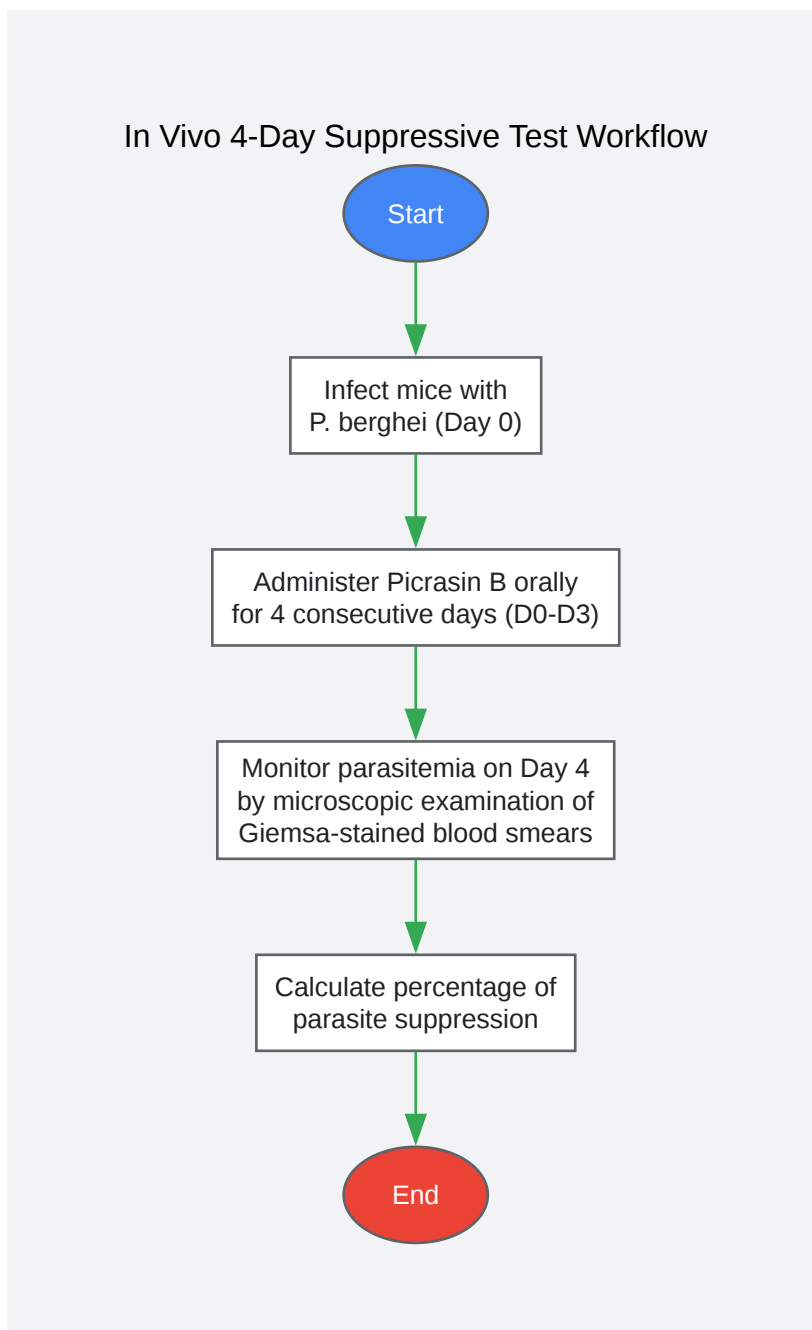 In Vivo 4-Day Suppressive Test Workflow
Start
Infect mice with
P. berghei (Day 0)
Administer Picrasin B orally
for 4 consecutive days (D0-D3)
Monitor parasitemia on Day 4
by microscopic examination of
Giemsa-stained blood smears
Calculate percentage of
parasite suppression
End